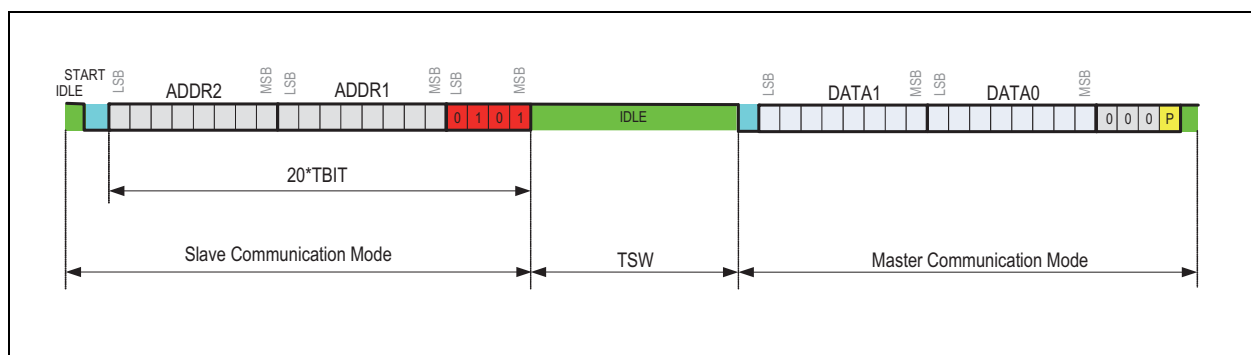 START
IDLE
LSB ADDR2 MSB LSB ADDR1 MSB LSB MSB LSB DATA1 MSB LSB DATA0 MSB
0 1 0 1 IDLE 0 0 0 P
20*TBIT
Slave Communication Mode TSW Master Communication Mode